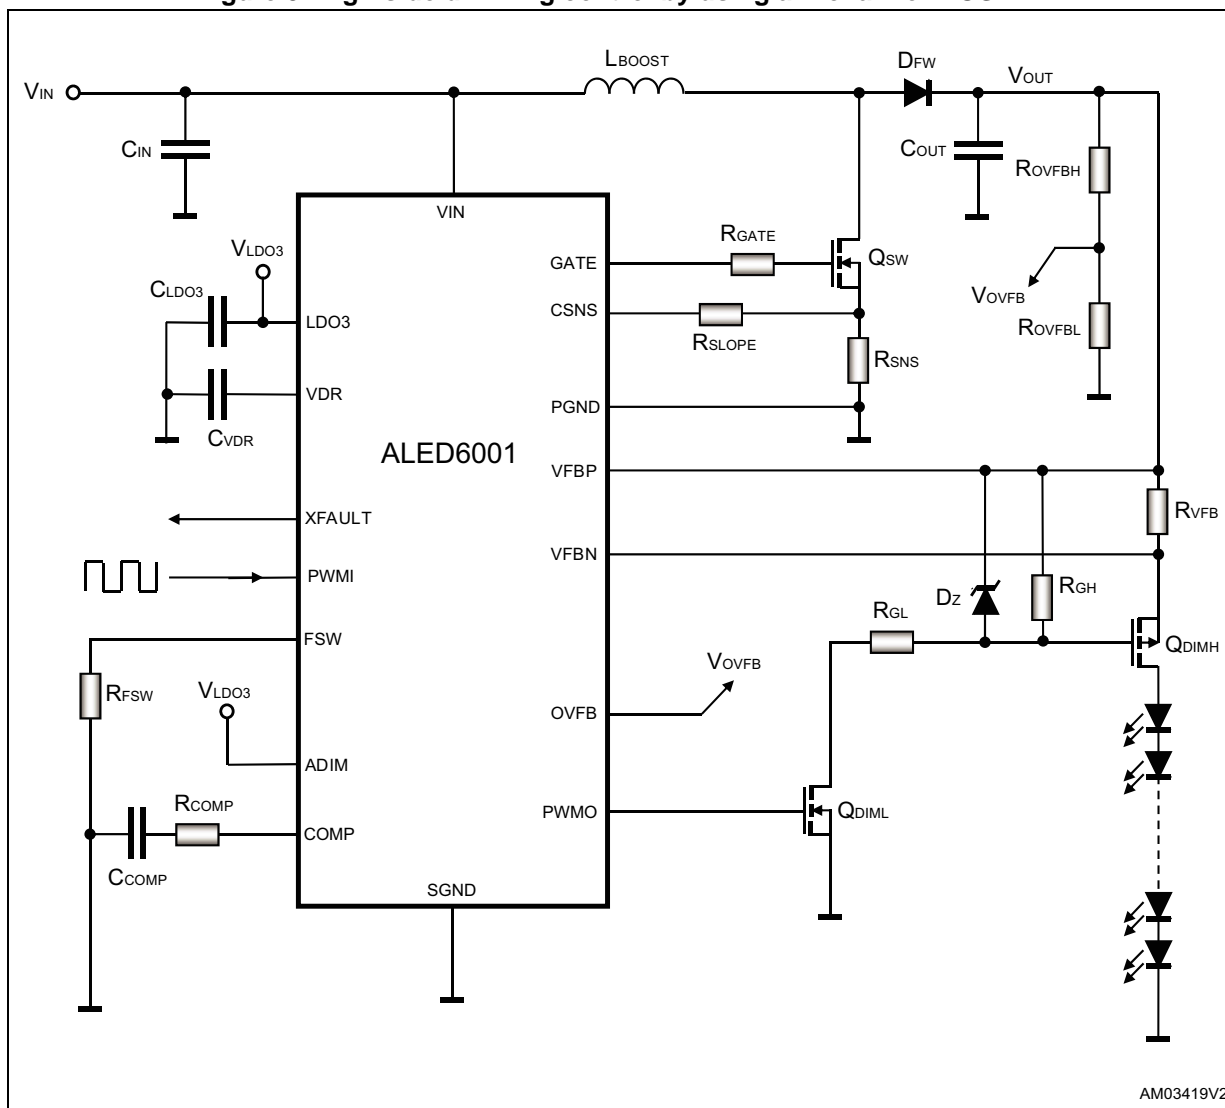 LBOOST
DFW
VOUT
VIN
CIN
COUT
ROVFBH
VIN
VLDO3
RGATE
GATE
QSW
CLDO3
CSNS
VOVFB
LDO3
RSLOPE
ROVFBL
RSNS
VDR
PGND
CVDR
ALED6001
VFBP
RVFB
XFAULT
VFBN
PWMI
DZ
RGH
RGL
FSW
QDIMH
VOVFB
RFSW
VLDO3
OVFB
ADIM
RCOMP
PWMO
QDIML
COMP
CCOMP
SGND
AM03419V2